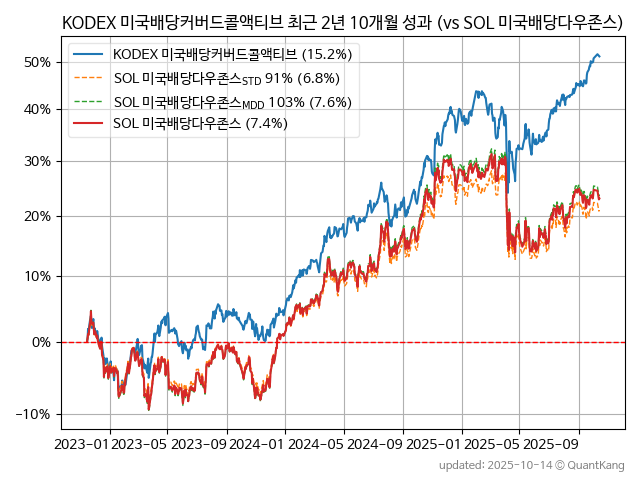 KODEX 미국배당커버드콜액티브 최근 2년 10개월 성과 (vs SOL 미국배당다우존스)
KODEX 미국배당커버드콜액티브 (15.2%)
SOL 미국배당다우존스STD 91% (6.8%)
SOL 미국배당다우존스MDD 103% (7.6%)
SOL 미국배당다우존스 (7.4%)
50%
40%
30%
20%
10%
0%
−10%
2023-01 2023-05 2023-09 2024-01 2024-05 2024-09 2025-01 2025-05 2025-09
updated: 2025-10-14 © QuantKang